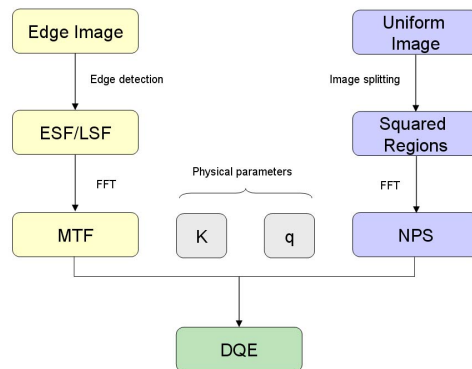 Edge Image
Uniform
Image
Edge detection
Image splitting
ESF/LSF
Squared
Regions
FFT
Physical parameters
FFT
MTF
K
q
NPS
DQE